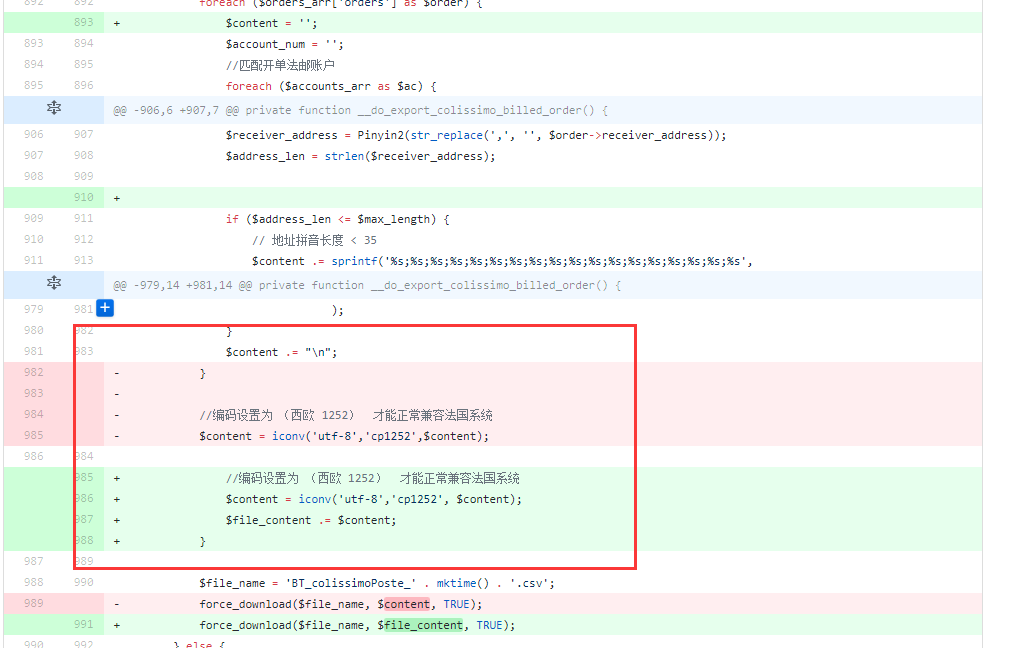 892 892 foreach ($orders_arr['orders'] as $order) {
893 + $content = '';
893 894 $account_num = '';
894 895 //匹配开单法邮账户
895 896 foreach ($accounts_arr as $ac) {
@@ -906,6 +907,7 @@ private function __do_export_colissimo_billed_order() {
906 907 $receiver_address = Pinyin2(str_replace(',', '', $order->receiver_address));
907 908 $address_len = strlen($receiver_address);
908 909
910 +
909 911 if ($address_len <= $max_length) {
910 912 // 地址拼音长度 < 35
911 913 $content .= sprintf('%s;%s;%s;%s;%s;%s;%s;%s;%s;%s;%s;%s;%s;%s;%s;%s;%s;%s',
@@ -979,14 +981,14 @@ private function __do_export_colissimo_billed_order() {
979 981 + );
980 982 }
981 983 $content .= "\n";
982 - }
983 -
984 - //编码设置为 （西欧 1252） 才能正常兼容法国系统
985 - $content = iconv('utf-8','cp1252',$content);
986 984
985 + //编码设置为 （西欧 1252） 才能正常兼容法国系统
986 + $content = iconv('utf-8','cp1252', $content);
987 + $file_content .= $content;
988 + }
987 989
988 990 $file_name = 'BT_colissimoPoste_' . mktime() . '.csv';
989 - force_download($file_name, $content, TRUE);
991 + force_download($file_name, $file_content, TRUE);
990 992 } else {